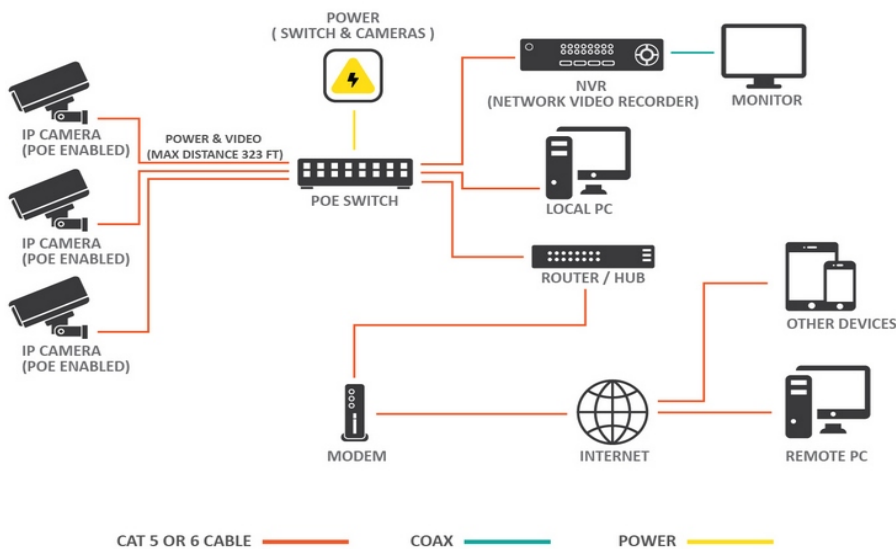 POWER
( SWITCH & CAMERAS )
NVR
(NETWORK VIDEO RECORDER)
MONITOR
IP CAMERA
(POE ENABLED)
POWER & VIDEO
(MAX DISTANCE 323 FT)
POE SWITCH
LOCAL PC
IP CAMERA
(POE ENABLED)
ROUTER / HUB
OTHER DEVICES
IP CAMERA
(POE ENABLED)
MODEM
INTERNET
REMOTE PC
CAT 5 OR 6 CABLE
COAX
POWER